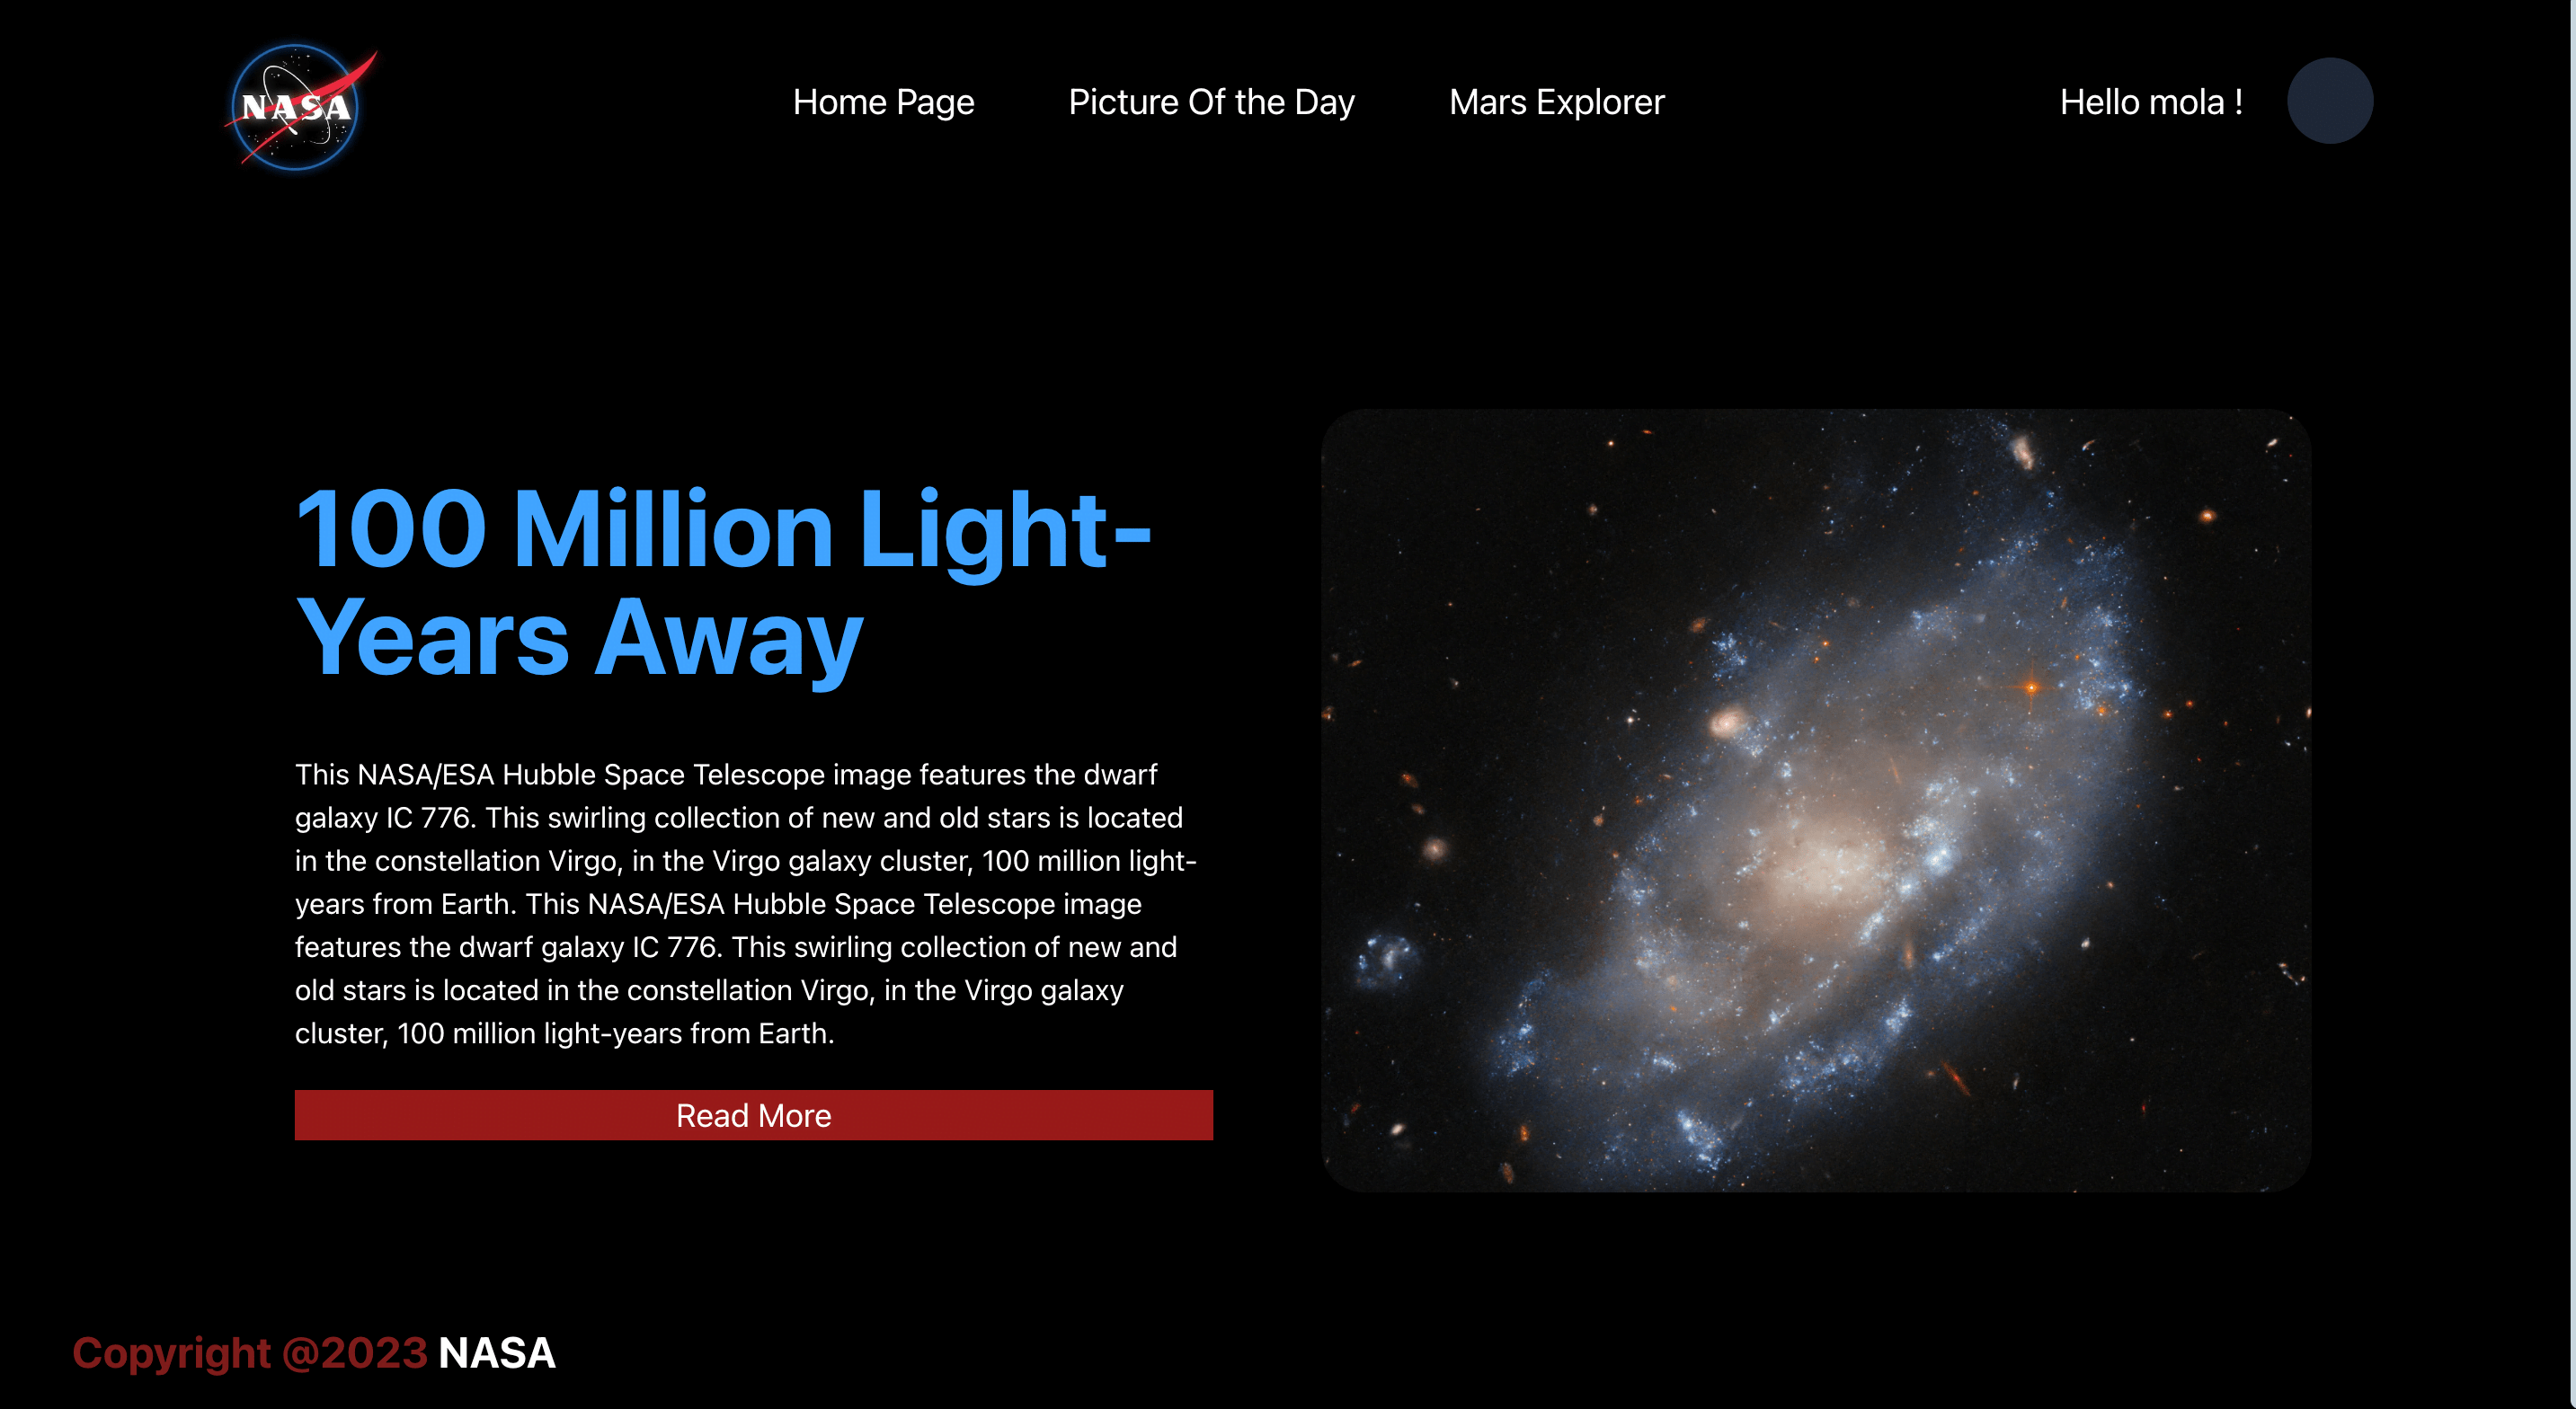 NASA
Home Page
Picture Of the Day
Mars Explorer
Hello mola !
100 Million Light-
Years Away
This NASA/ESA Hubble Space Telescope image features the dwarf
galaxy IC 776. This swirling collection of new and old stars is located
in the constellation Virgo, in the Virgo galaxy cluster, 100 million light-
years from Earth. This NASA/ESA Hubble Space Telescope image
features the dwarf galaxy IC 776. This swirling collection of new and
old stars is located in the constellation Virgo, in the Virgo galaxy
cluster, 100 million light-years from Earth.
Read More
Copyright @2023 NASA